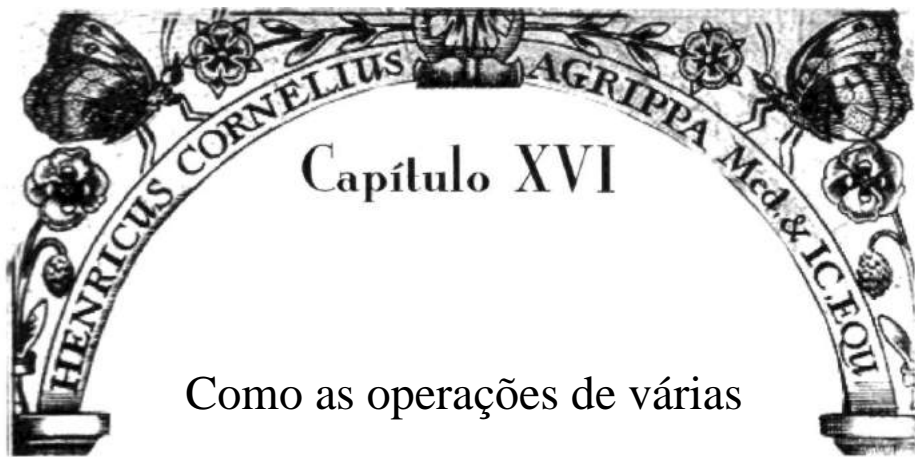 HENRICUS CORNELIUS AGRIPPA Med. & IC. EQU
Capítulo XVI
Como as operações de várias